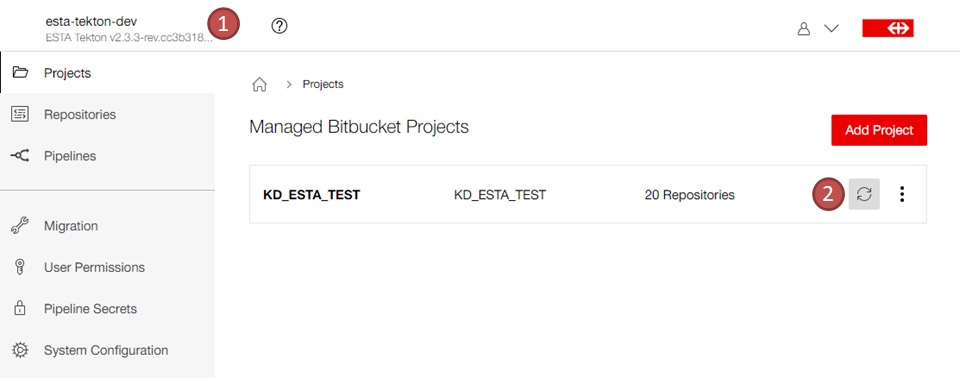 esta-tekton-dev
ESTA Tekton v2.3.3-rev.cc3b318...
1
?
Projects
Repositories
Pipelines
Migration
User Permissions
Pipeline Secrets
System Configuration
Projects
Managed Bitbucket Projects
Add Project
KD_ESTA_TEST KD_ESTA_TEST 20 Repositories 2